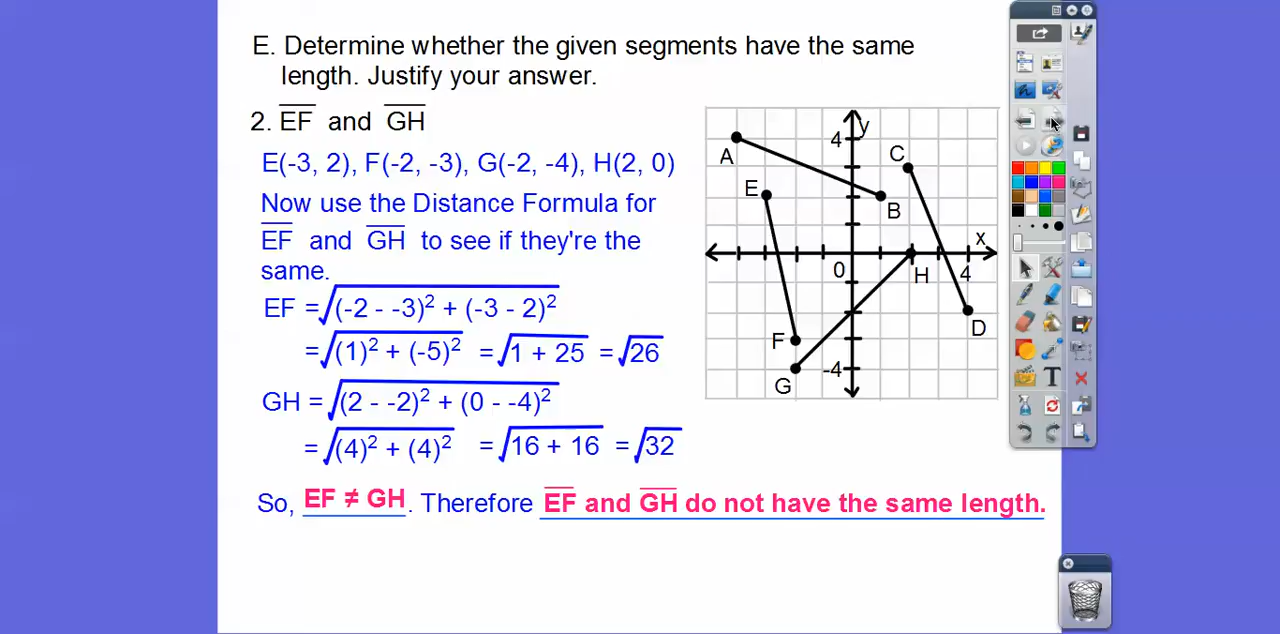 E. Determine whether the given segments have the same
length. Justify your answer.
2. EF and GH
E(-3, 2), F(-2, -3), G(-2, -4), H(2, 0)
Now use the Distance Formula for
EF and GH to see if they're the
same.
EF =√(-2 - -3)² + (-3 - 2)²
=√(1)² + (-5)² =√1 + 25 =√26
GH =√(2 - -2)² + (0 - -4)²
=√(4)² + (4)² =√16 + 16 =√32
So, EF ≠ GH. Therefore EF and GH do not have the same length.
4 y
A C
E B
x
0 H 4
F D
G -4
T